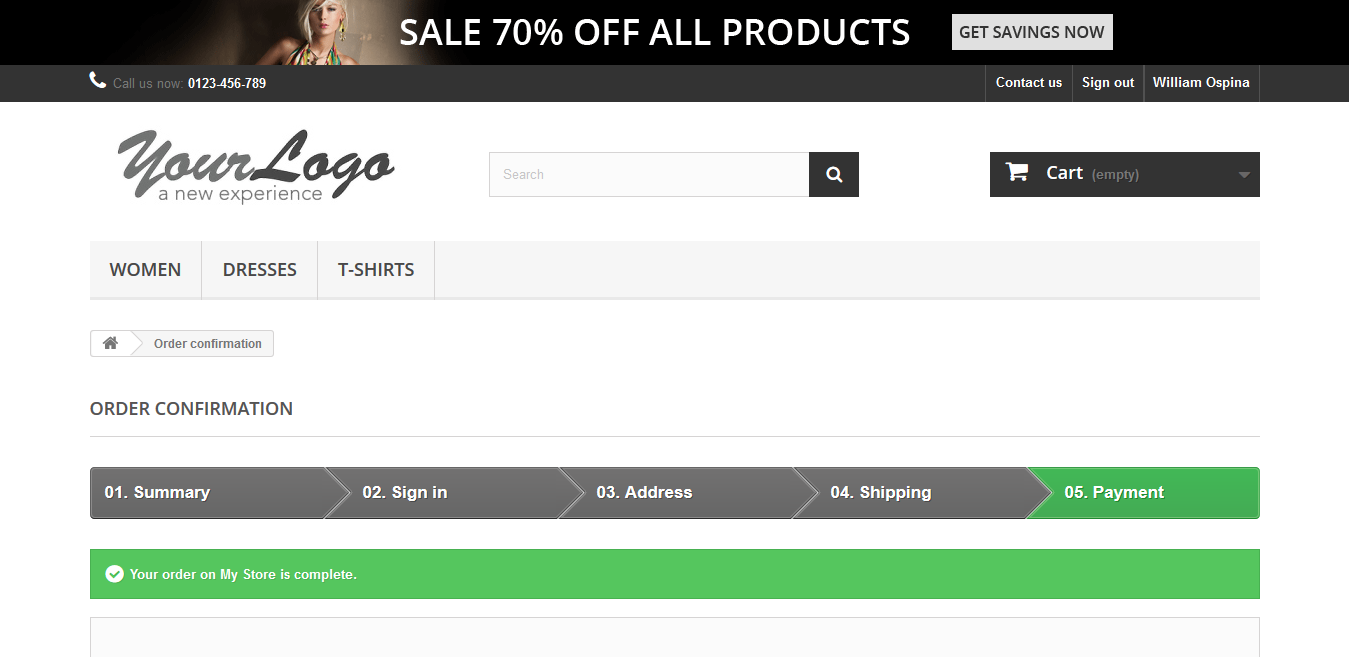 SALE 70% OFF ALL PRODUCTS
GET SAVINGS NOW
Call us now: 0123-456-789
Contact us
Sign out
William Ospina
YourLogo
a new experience
Search
Cart (empty)
WOMEN
DRESSES
T-SHIRTS
Order confirmation
ORDER CONFIRMATION
01. Summary
02. Sign in
03. Address
04. Shipping
05. Payment
Your order on My Store is complete.